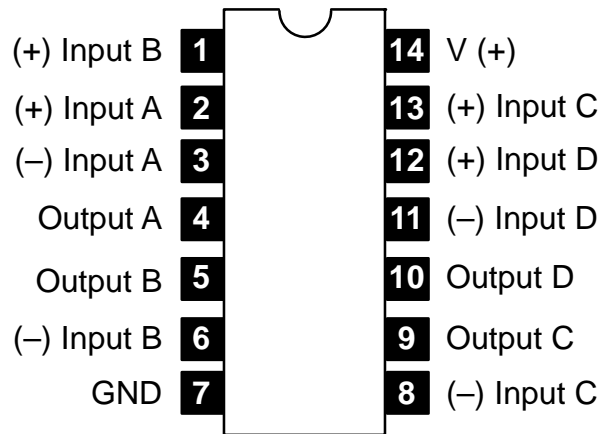 (+) Input B 1 14 V (+)
(+) Input A 2 13 (+) Input C
(–) Input A 3 12 (+) Input D
Output A 4 11 (–) Input D
Output B 5 10 Output D
(–) Input B 6 9 Output C
GND 7 8 (–) Input C